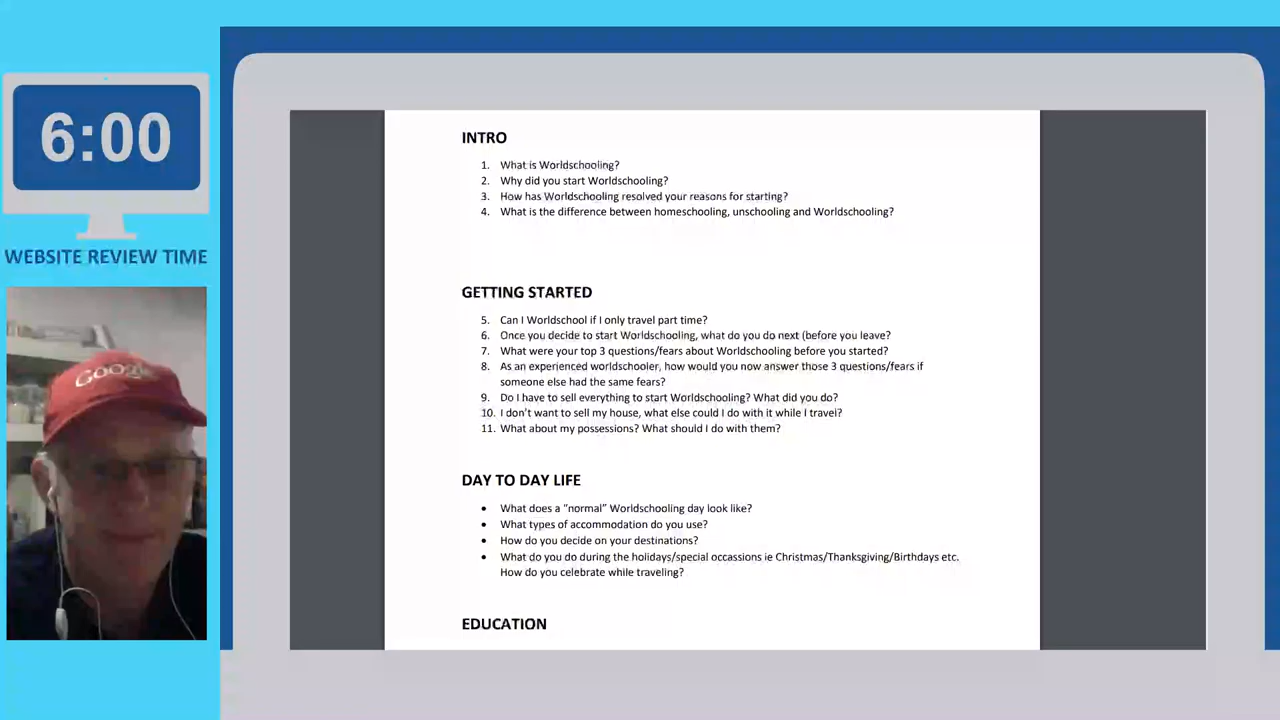 6:00
WEBSITE REVIEW TIME
Google
INTRO
1. What is Worldschooling?
2. Why did you start Worldschooling?
3. How has Worldschooling resolved your reasons for starting?
4. What is the difference between homeschooling, unschooling and Worldschooling?
GETTING STARTED
5. Can I Worldschool if I only travel part time?
6. Once you decide to start Worldschooling, what do you do next (before you leave?
7. What were your top 3 questions/fears about Worldschooling before you started?
8. As an experienced worldschooler, how would you now answer those 3 questions/fears if
someone else had the same fears?
9. Do I have to sell everything to start Worldschooling? What did you do?
10. I don't want to sell my house, what else could I do with it while I travel?
11. What about my possessions? What should I do with them?
DAY TO DAY LIFE
• What does a "normal" Worldschooling day look like?
• What types of accommodation do you use?
• How do you decide on your destinations?
• What do you do during the holidays/special occassions ie Christmas/Thanksgiving/Birthdays etc.
How do you celebrate while traveling?
EDUCATION